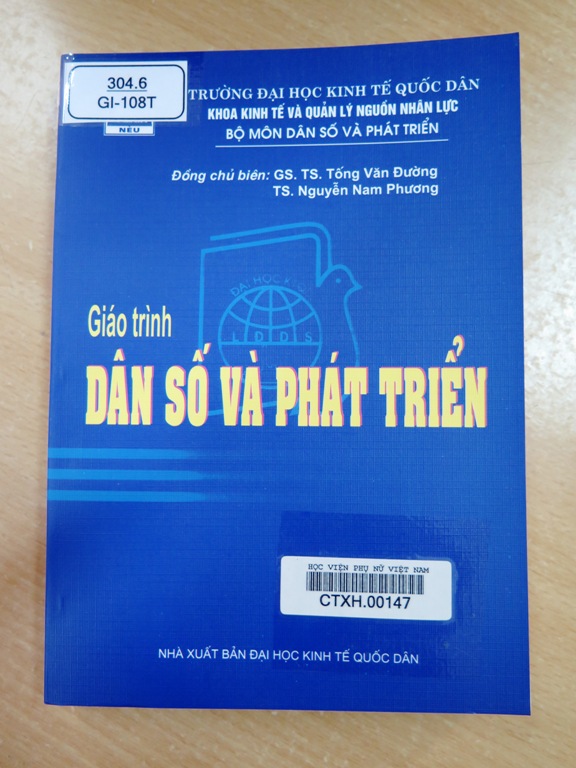 304.6
GI-108T
NEU
TRƯỜNG ĐẠI HỌC KINH TẾ QUỐC DÂN
KHOA KINH TẾ VÀ QUẢN LÝ NGUỒN NHÂN LỰC
BỘ MÔN DÂN SỐ VÀ PHÁT TRIỂN
Đồng chủ biên: GS. TS. Tống Văn Đường
TS. Nguyễn Nam Phương
ĐẠI HỌC K
LDDS
Giáo trình
DÂN SỐ VÀ PHÁT TRIỂN
HỌC VIỆN PHỤ NỮ VIỆT NAM
CTXH.00147
NHÀ XUẤT BẢN ĐẠI HỌC KINH TẾ QUỐC DÂN